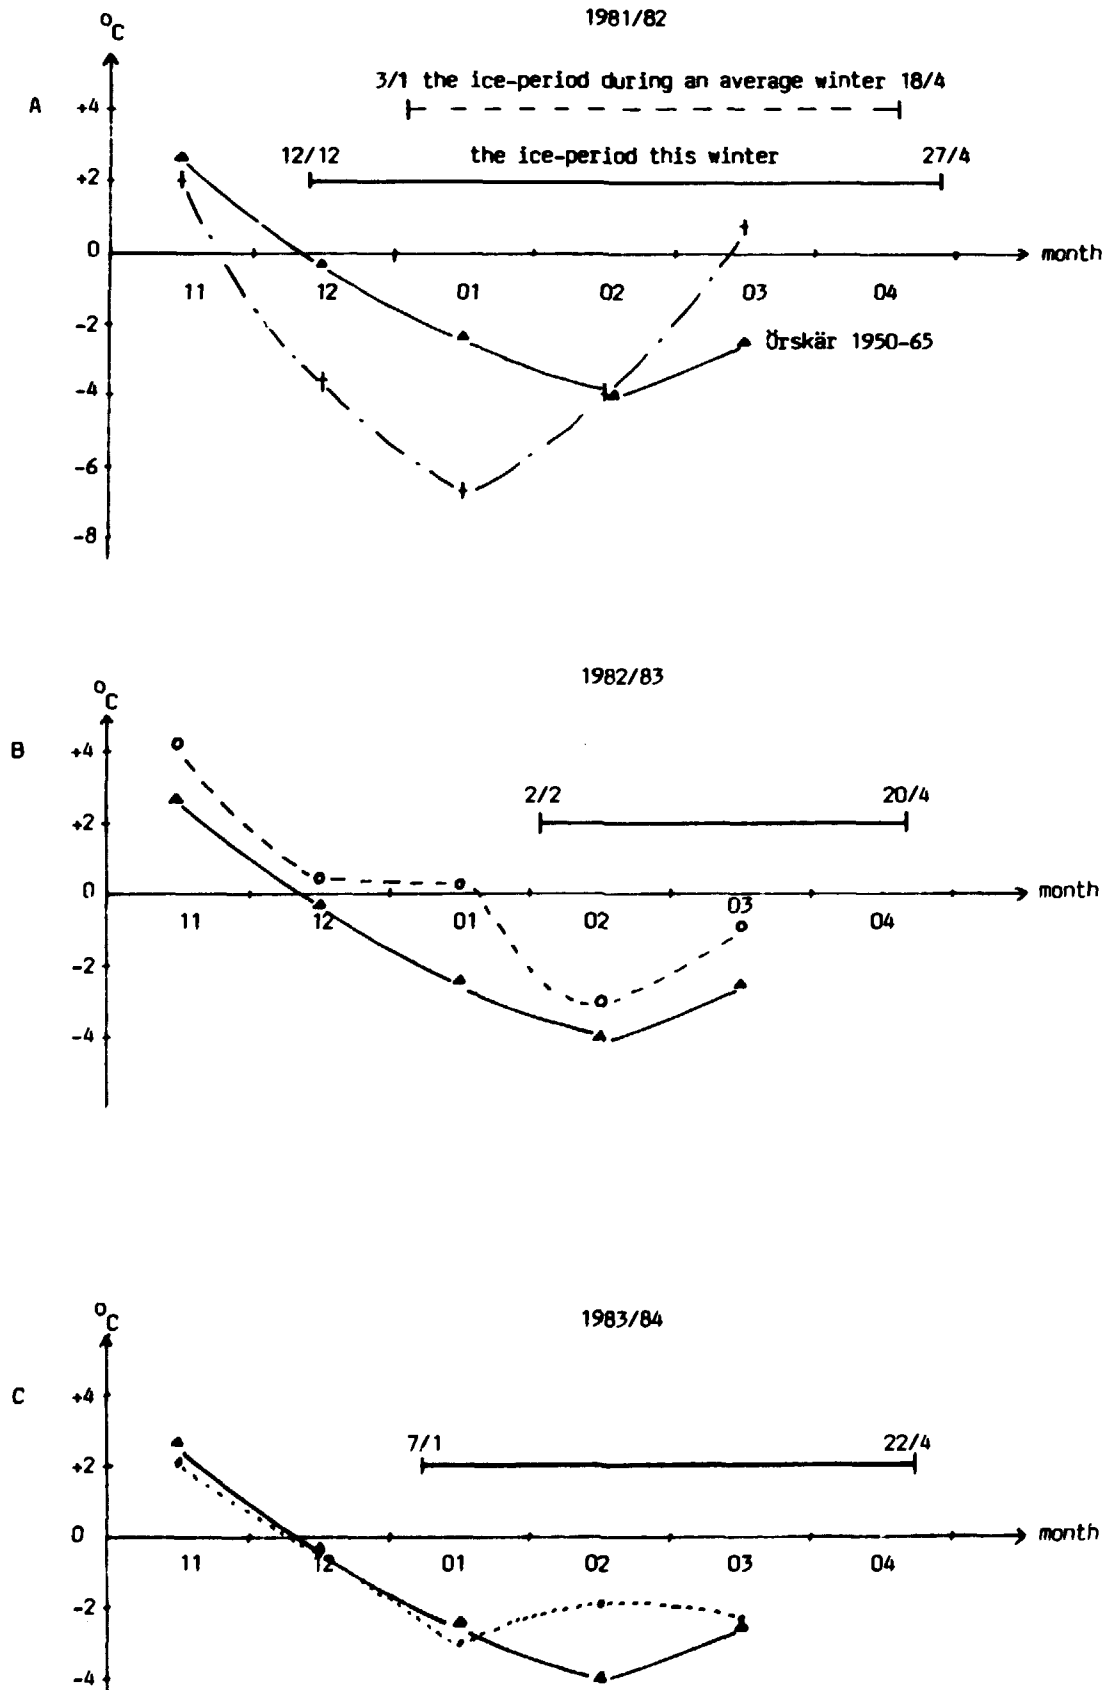 1981/82
°C
3/1 the ice-period during an average winter 18/4
A
+4
12/12 the ice-period this winter 27/4
+2
0
month
11 12 01 02 03 04
-2
Örskär 1950-65
-4
-6
-8
1982/83
°C
B
+4
2/2 20/4
+2
0
month
11 12 01 02 03 04
-2
-4
1983/84
°C
C
+4
7/1 22/4
+2
0
month
11 12 01 02 03 04
-2
-4